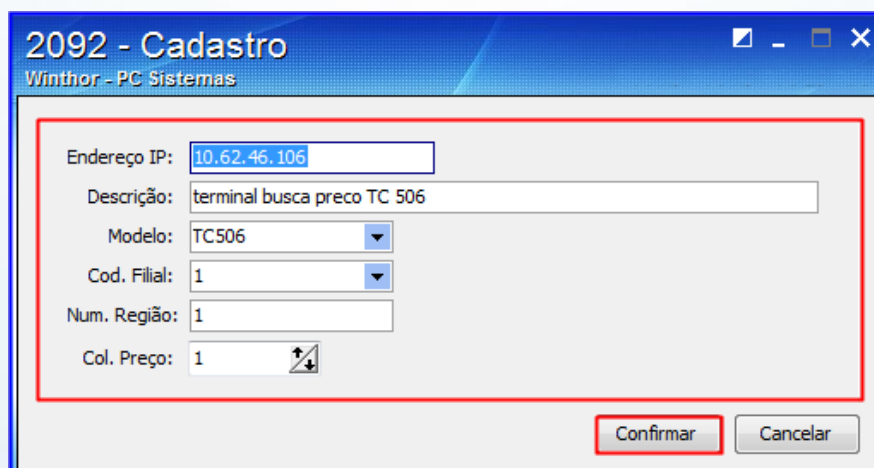 2092 - Cadastro
Winthor - PC Sistemas
Endereço IP: 10.62.46.106
Descrição: terminal busca preco TC 506
Modelo: TC506
Cod. Filial: 1
Num. Região: 1
Col. Preço: 1
Confirmar Cancelar